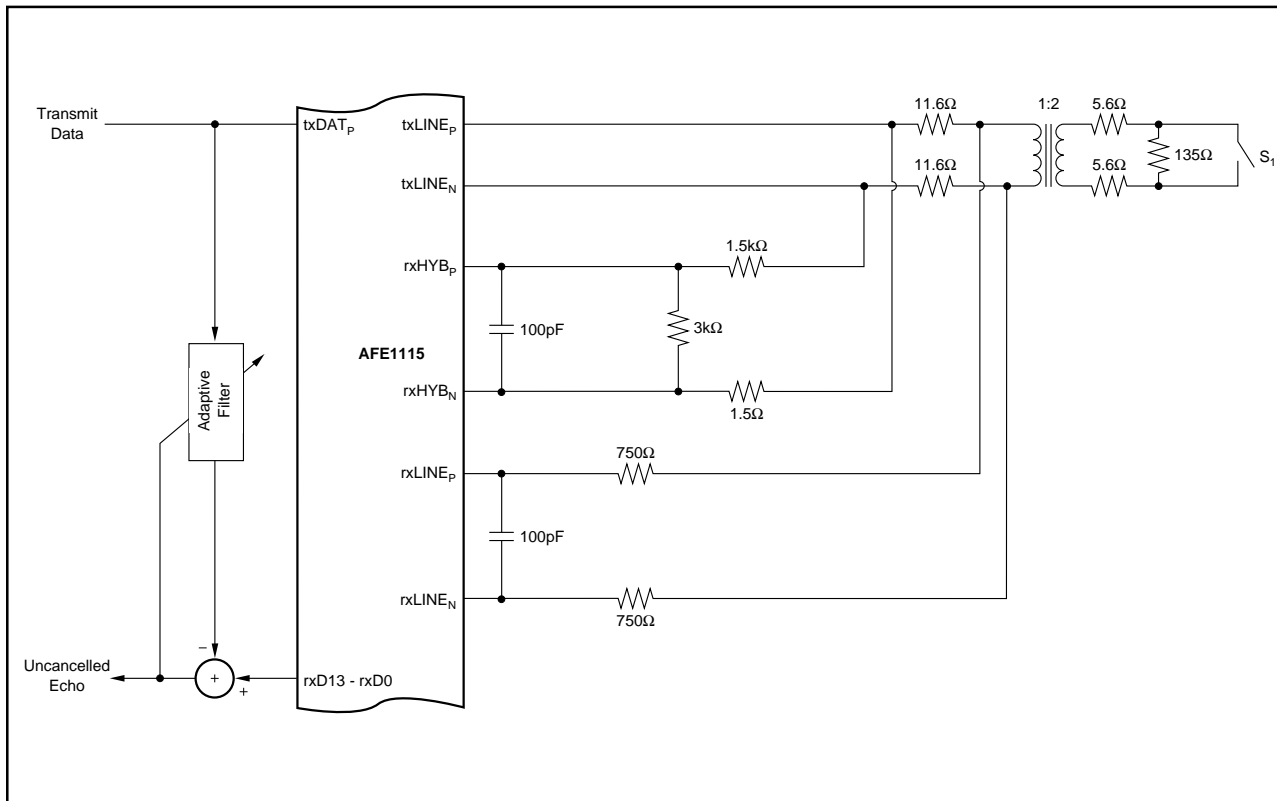 Transmit
Data
txDATP
txLINEP
11.6Ω
1:2
5.6Ω
135Ω
S1
txLINEN
11.6Ω
5.6Ω
1.5kΩ
rxHYBP
100pF
3kΩ
AFE1115
Adaptive
Filter
rxHYBN
1.5Ω
750Ω
rxLINEP
100pF
rxLINEN
750Ω
Uncancelled
Echo
–
+
+
rxD13 - rxD0